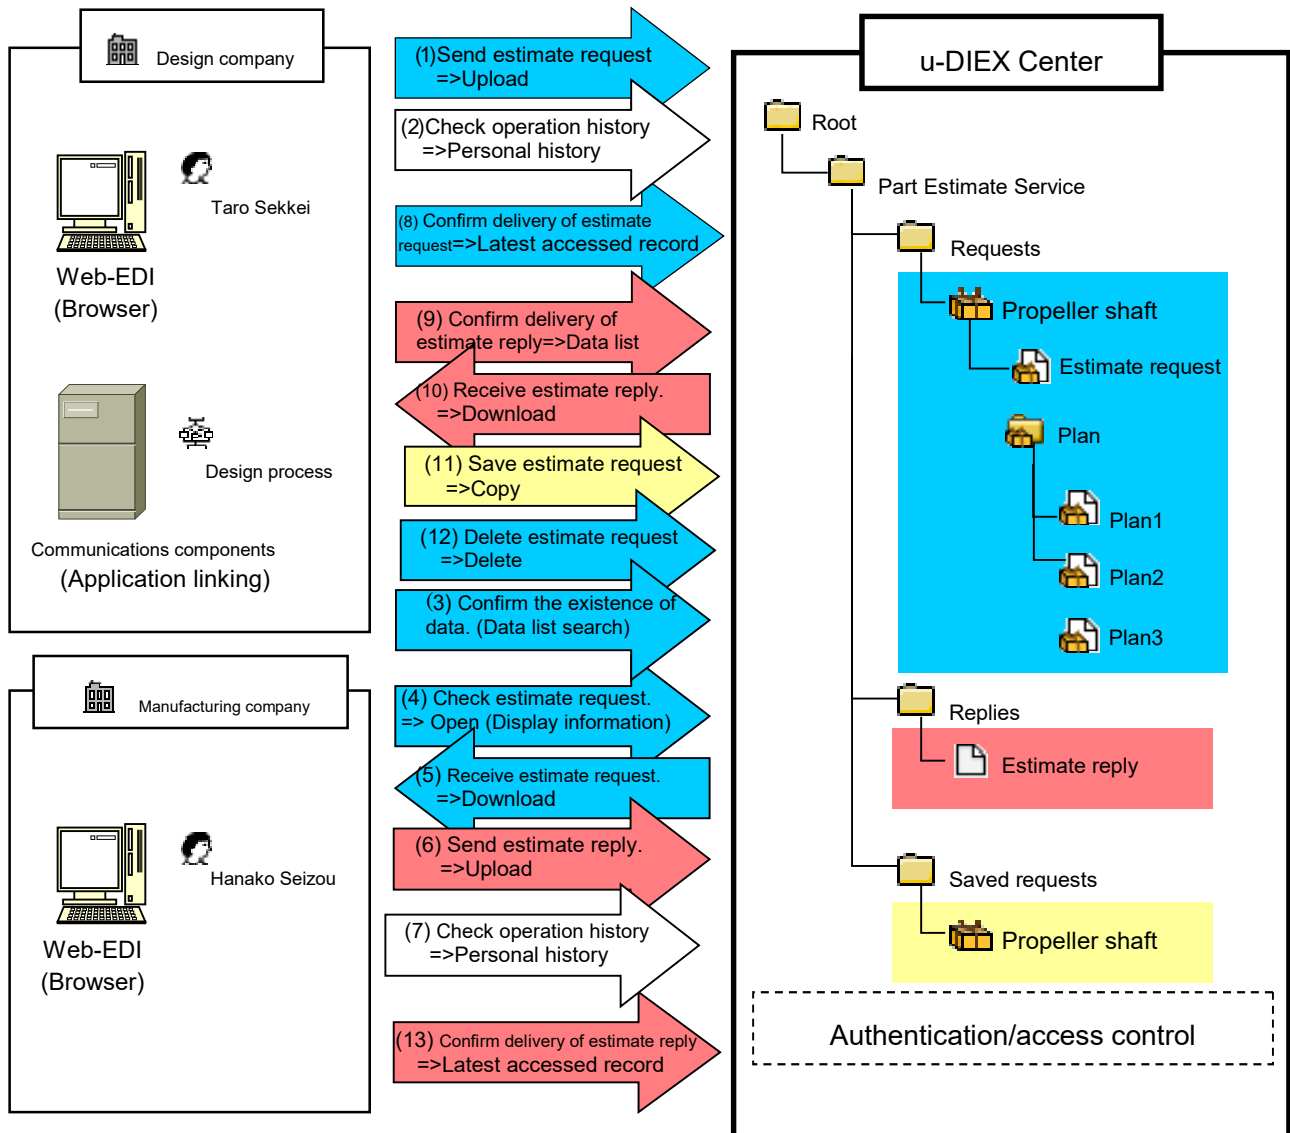 Design company
Taro Sekkei
Web-EDI
(Browser)
Design process
Communications components
(Application linking)
Manufacturing company
Hanako Seizou
Web-EDI
(Browser)
(1)Send estimate request
=>Upload
(2)Check operation history
=>Personal history
(8) Confirm delivery of estimate
request=>Latest accessed record
(9) Confirm delivery of
estimate reply=>Data list
(10) Receive estimate reply.
=>Download
(11) Save estimate request
=>Copy
(12) Delete estimate request
=>Delete
(3) Confirm the existence of
data. (Data list search)
(4) Check estimate request.
=> Open (Display information)
(5) Receive estimate request.
=>Download
(6) Send estimate reply.
=>Upload
(7) Check operation history
=>Personal history
(13) Confirm delivery of estimate reply
=>Latest accessed record
u-DIEX Center
Root
Part Estimate Service
Requests
Propeller shaft
Estimate request
Plan
Plan1
Plan2
Plan3
Replies
Estimate reply
Saved requests
Propeller shaft
Authentication/access control